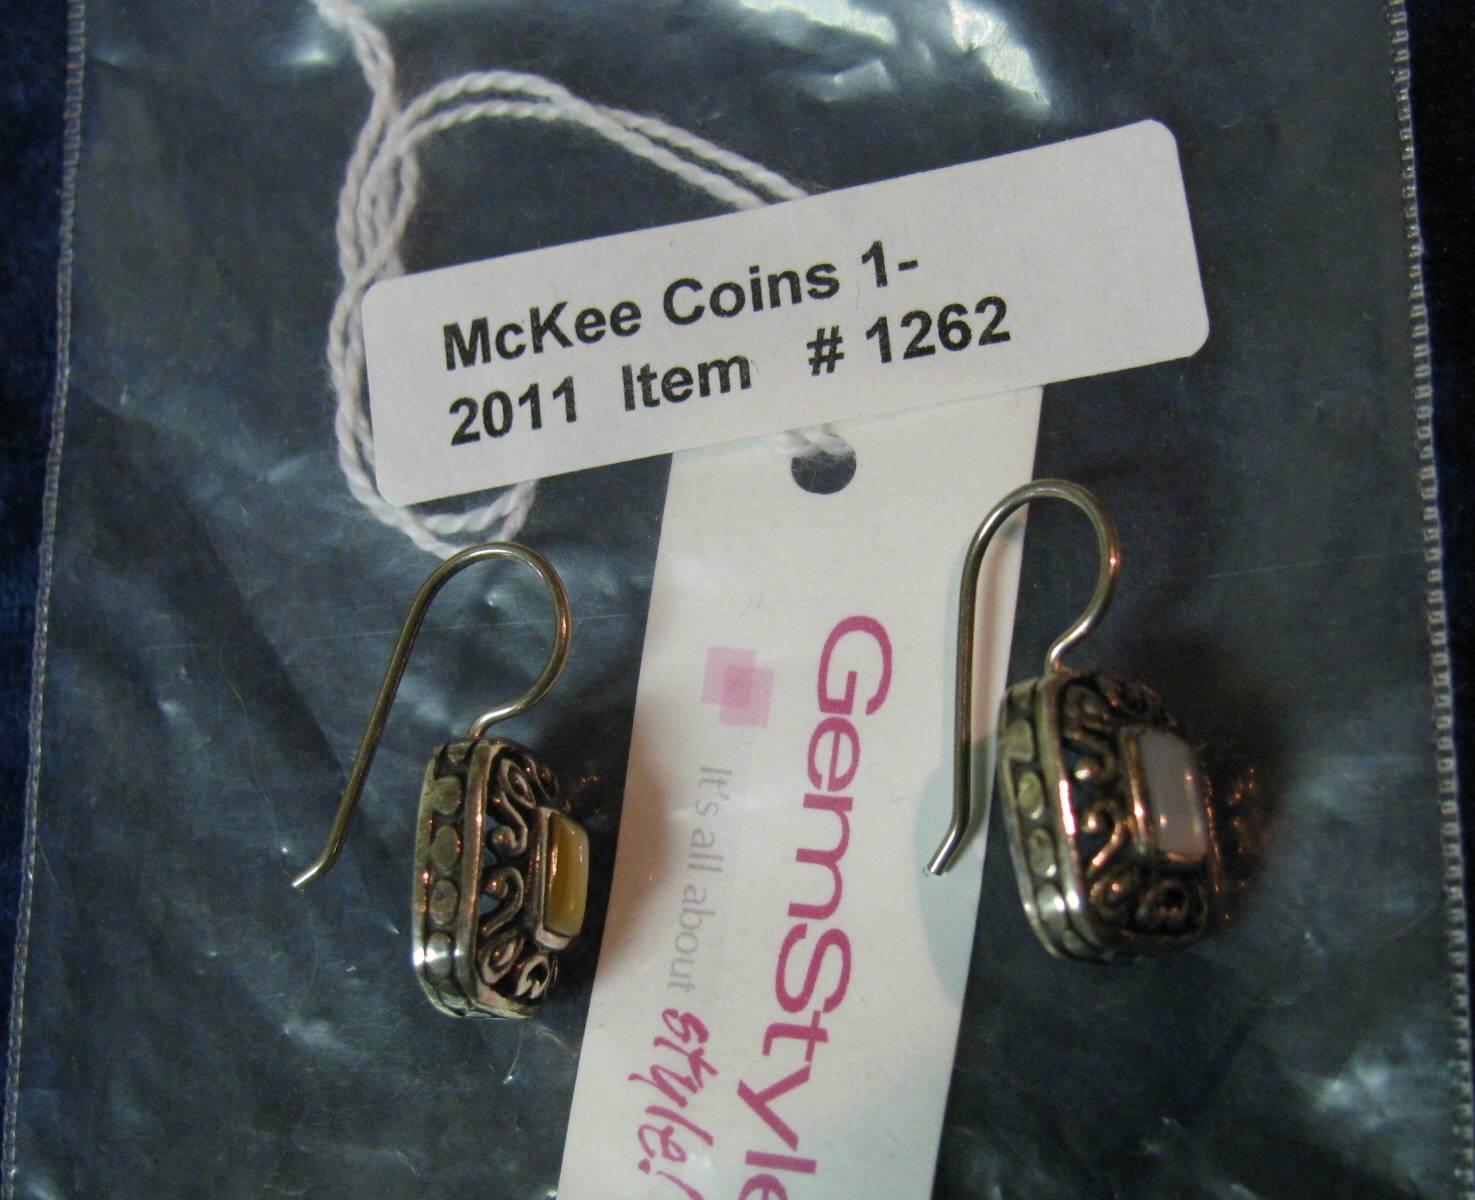 McKee Coins 1-
2011 Item # 1262
GemStyle
It's all about style!